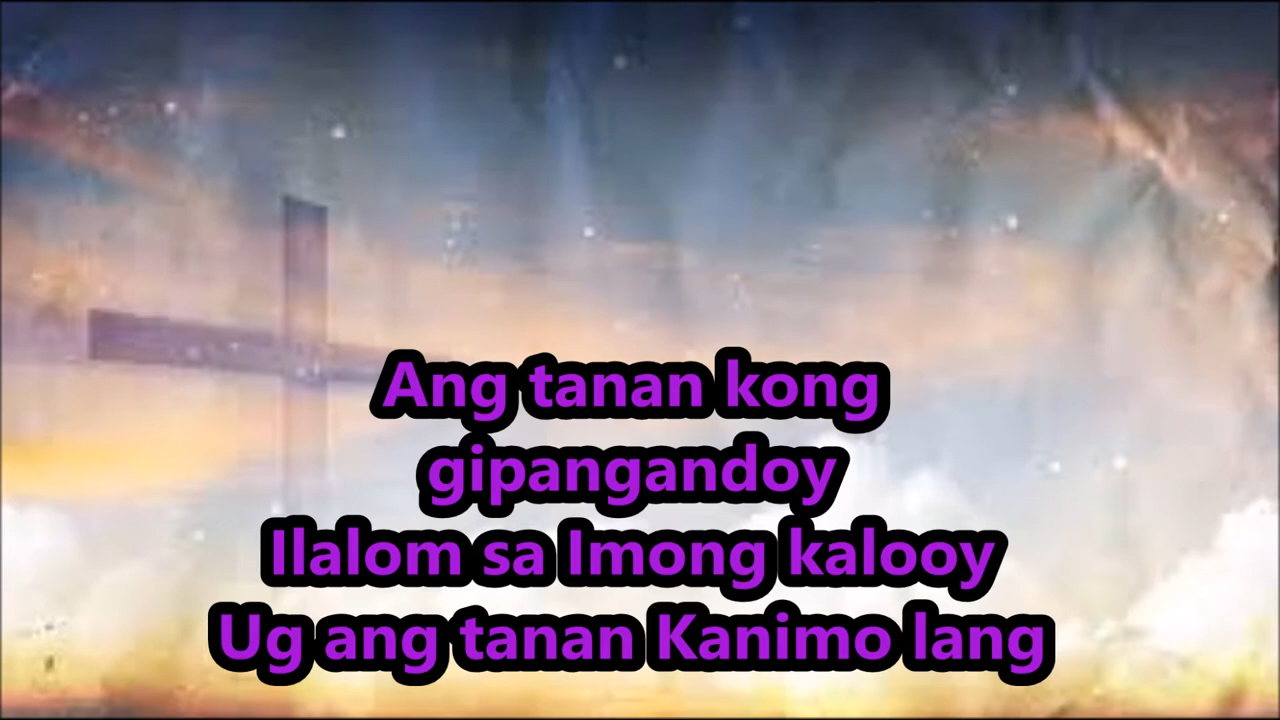 Ang tanan kong
gipangandoy
Ilalom sa Imong kalooy
Ug ang tanan Kanimo lang